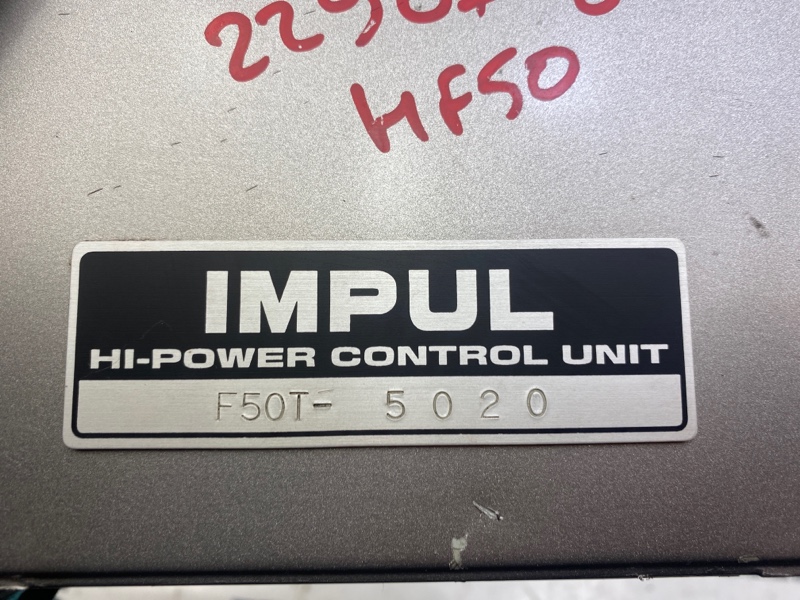 HF50
IMPUL
HI-POWER CONTROL UNIT
F50T- 5020